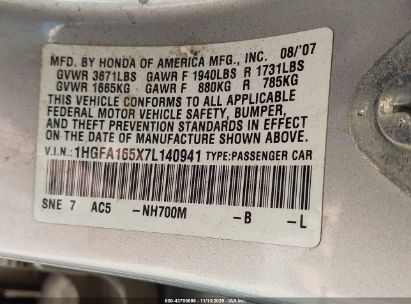 MFD. BY HONDA OF AMERICA MFG., INC. 08/'07
GVWR 3671LBS GAWR F 1940LBS R 1731LBS
GVWR 1665KG GAWR F 880KG R 785KG
THIS VEHICLE CONFORMS TO ALL APPLICABLE
FEDERAL MOTOR VEHICLE SAFETY, BUMPER,
AND THEFT PREVENTION STANDARDS IN EFFECT
ON THE DATE OF MANUFACTURE SHOWN ABOVE.
V.I.N.: 1HGFA165X7L140941 TYPE:PASSENGER CAR
SNE 7 AC5 -NH700M -B -L